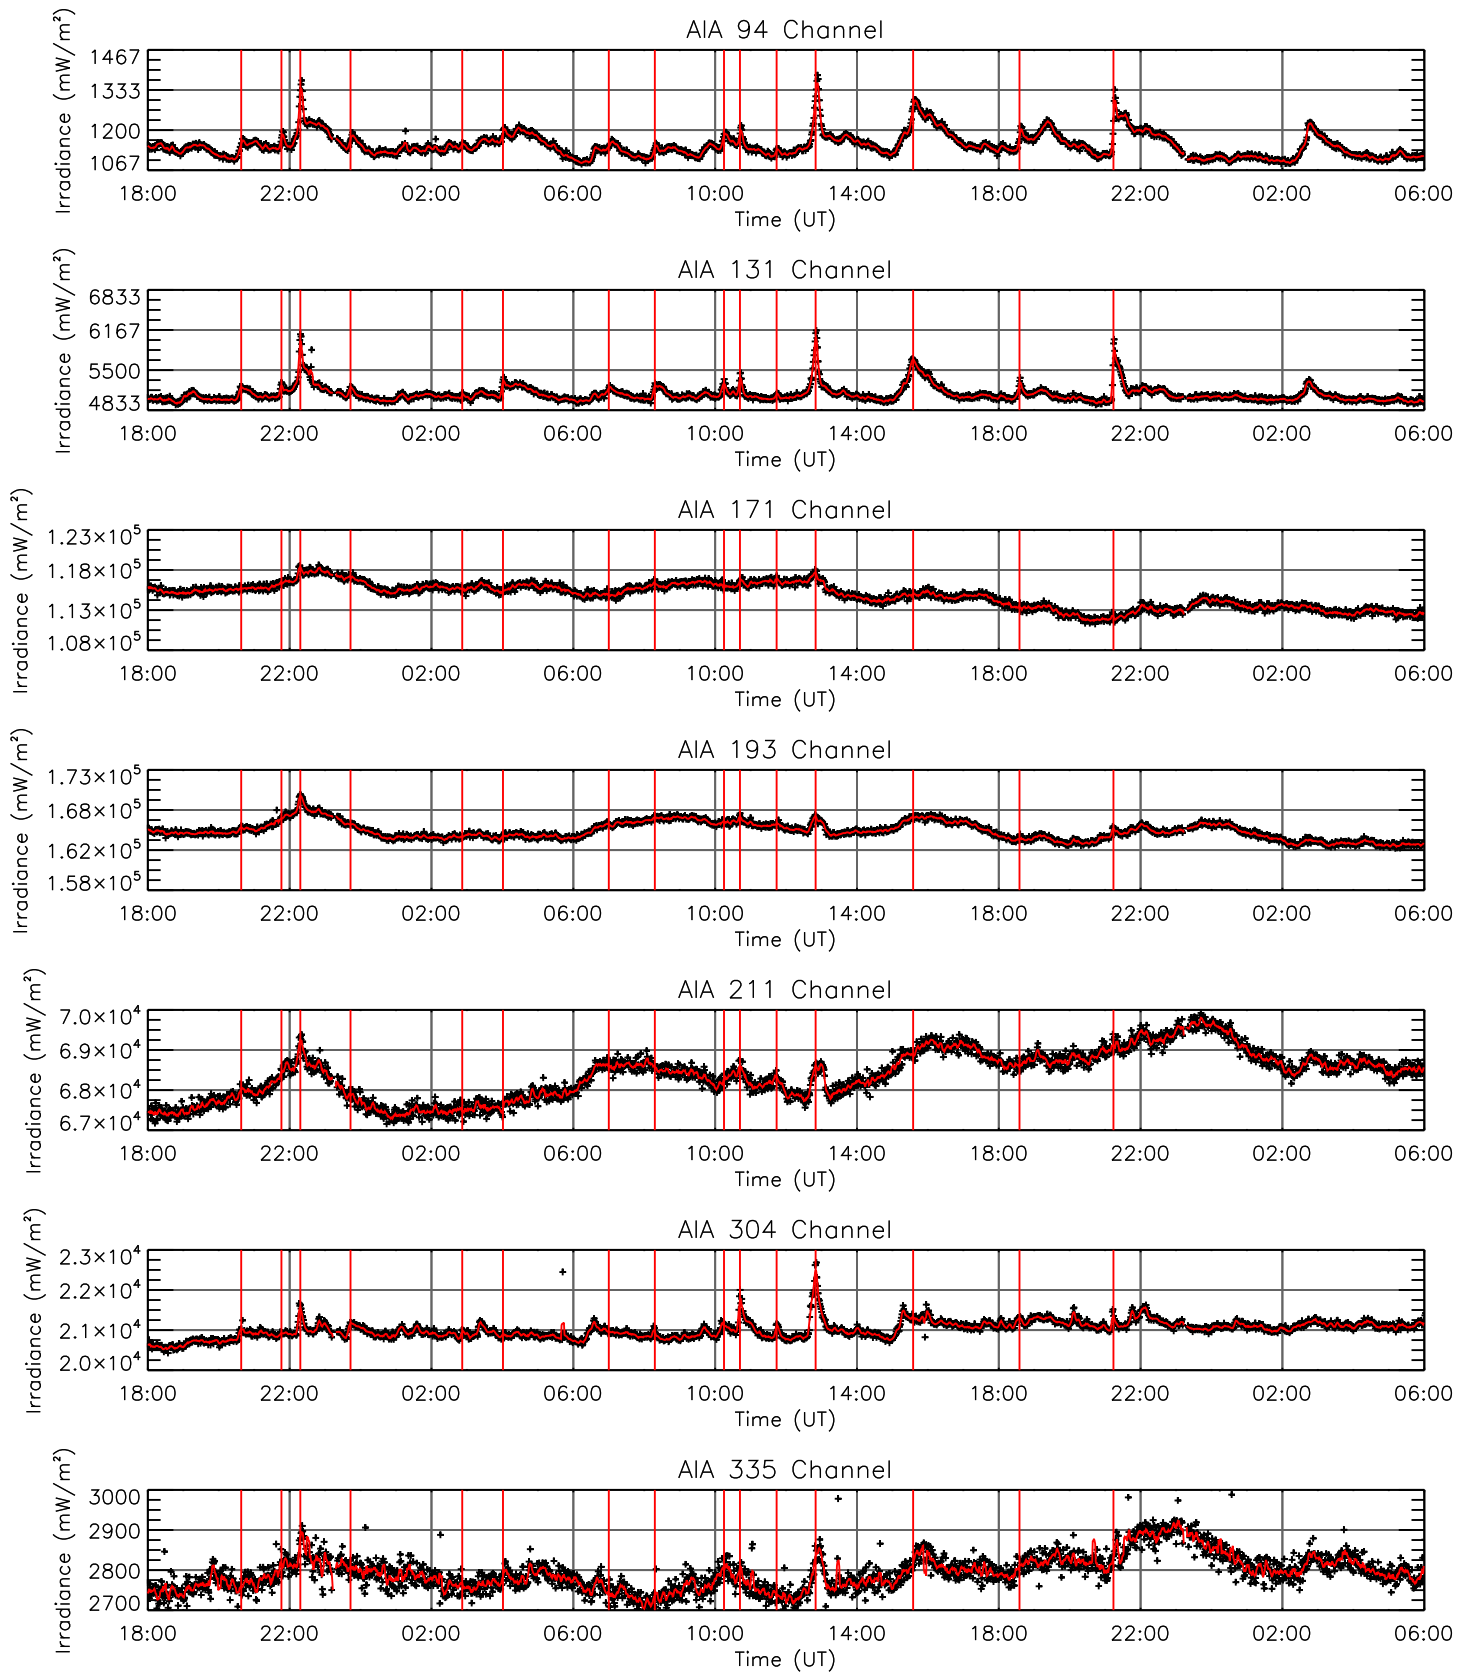 AIA 94 Channel
Irradiance (mW/m²)
1467
1333
1200
1067
18:00 22:00 02:00 06:00 10:00 14:00 18:00 22:00 02:00 06:00
Time (UT)
AIA 131 Channel
Irradiance (mW/m²)
6833
6167
5500
4833
18:00 22:00 02:00 06:00 10:00 14:00 18:00 22:00 02:00 06:00
Time (UT)
AIA 171 Channel
Irradiance (mW/m²)
1.23×10⁵
1.18×10⁵
1.13×10⁵
1.08×10⁵
18:00 22:00 02:00 06:00 10:00 14:00 18:00 22:00 02:00 06:00
Time (UT)
AIA 193 Channel
Irradiance (mW/m²)
1.73×10⁵
1.68×10⁵
1.62×10⁵
1.58×10⁵
18:00 22:00 02:00 06:00 10:00 14:00 18:00 22:00 02:00 06:00
Time (UT)
AIA 211 Channel
Irradiance (mW/m²)
7.0×10⁴
6.9×10⁴
6.8×10⁴
6.7×10⁴
18:00 22:00 02:00 06:00 10:00 14:00 18:00 22:00 02:00 06:00
Time (UT)
AIA 304 Channel
Irradiance (mW/m²)
2.3×10⁴
2.2×10⁴
2.1×10⁴
2.0×10⁴
18:00 22:00 02:00 06:00 10:00 14:00 18:00 22:00 02:00 06:00
Time (UT)
AIA 335 Channel
Irradiance (mW/m²)
3000
2900
2800
2700
18:00 22:00 02:00 06:00 10:00 14:00 18:00 22:00 02:00 06:00
Time (UT)